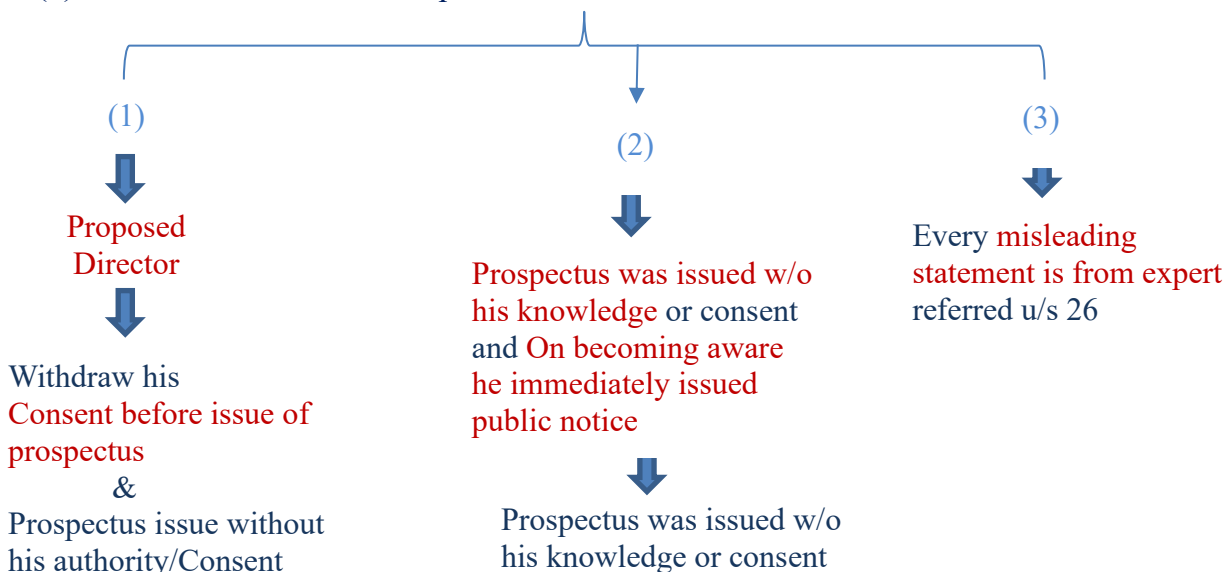 (1)
Proposed
Director
Withdraw his
Consent before issue of
prospectus
&
Prospectus issue without
his authority/Consent
(2)
Prospectus was issued w/o
his knowledge or consent
and On becoming aware
he immediately issued
public notice
Prospectus was issued w/o
his knowledge or consent
(3)
Every misleading
statement is from expert
referred u/s 26